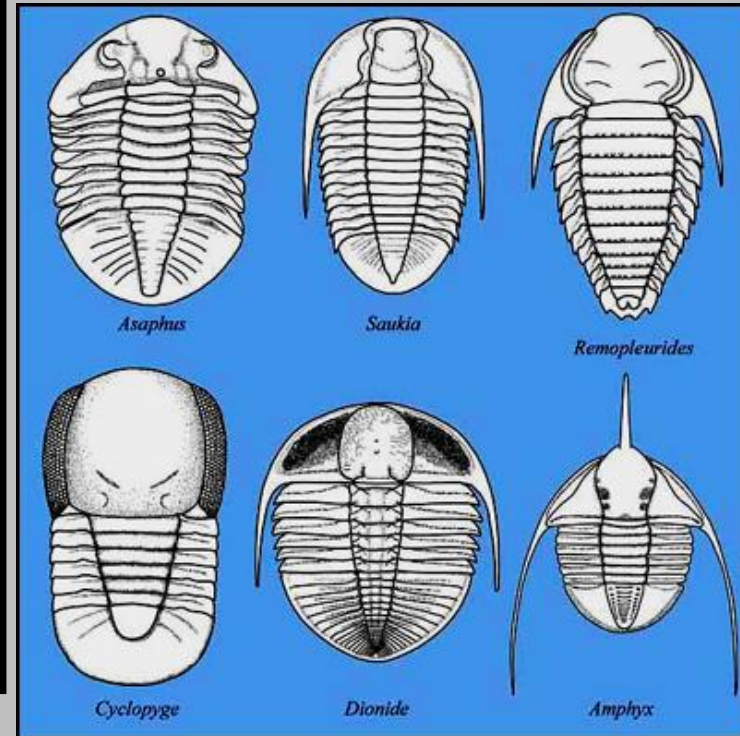 Asaphus
Saukia
Remopleurides
Cyclopyge
Dionide
Amphyx